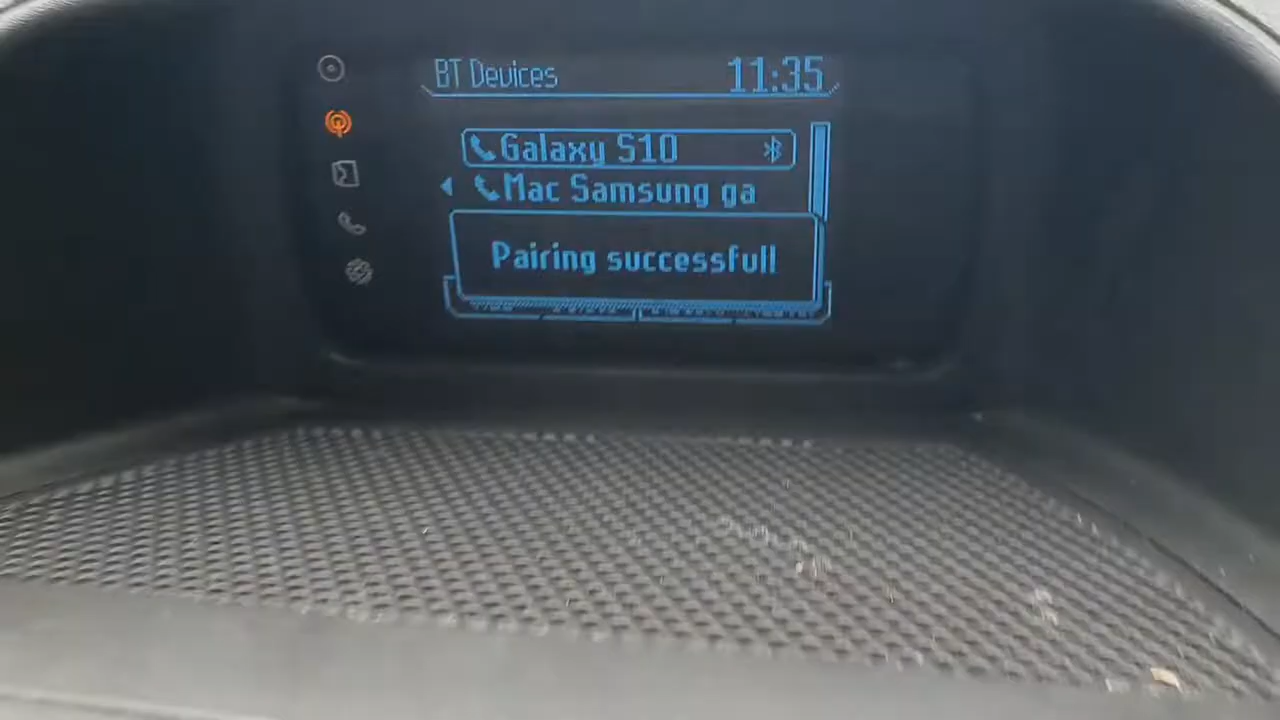 BT Devices 11:35
Galaxy S10
Mac Samsung ga
Pairing successfull